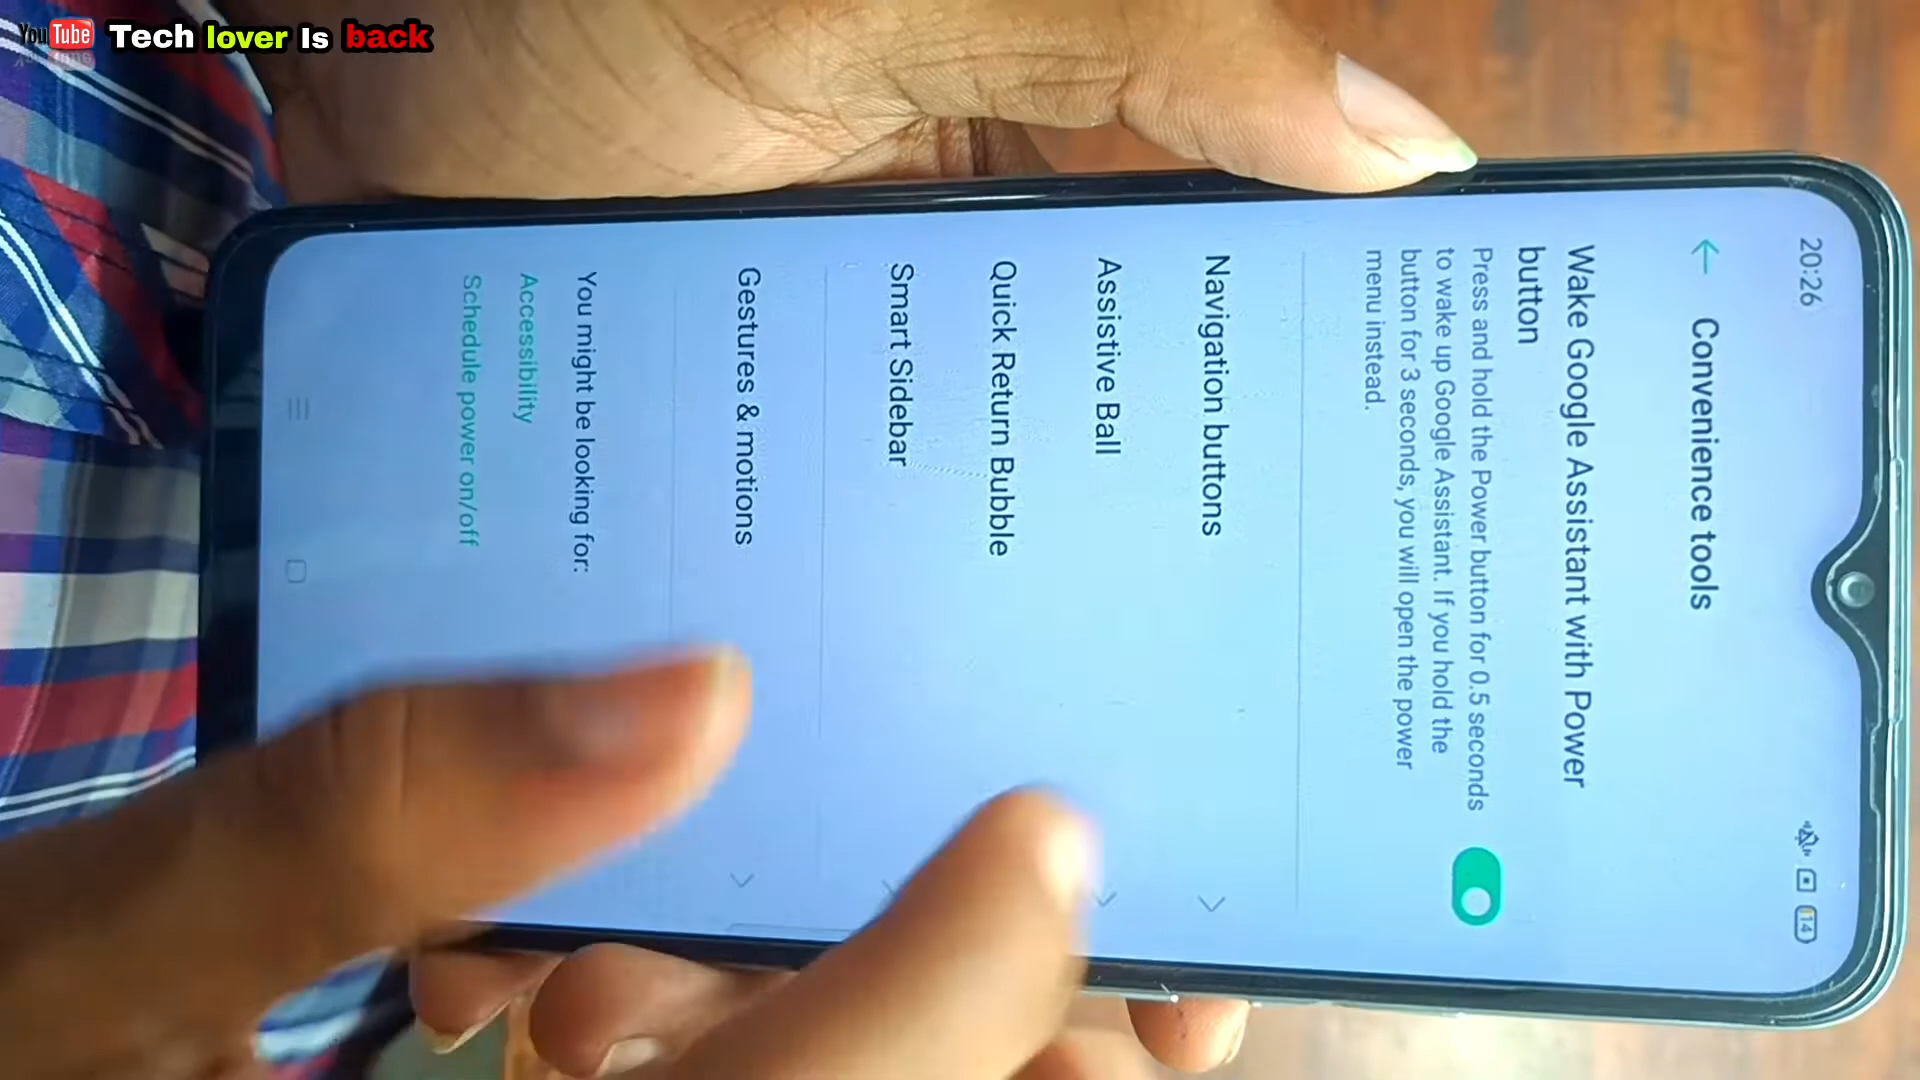 YouTube Tech lover Is back
20:26
14
Convenience tools
Wake Google Assistant with Power
button
Press and hold the Power button for 0.5 seconds
to wake up Google Assistant. If you hold the
button for 3 seconds, you will open the power
menu instead.
Navigation buttons
Assistive Ball
Quick Return Bubble
Smart Sidebar
Gestures & motions
You might be looking for:
Accessibility
Schedule power on/off